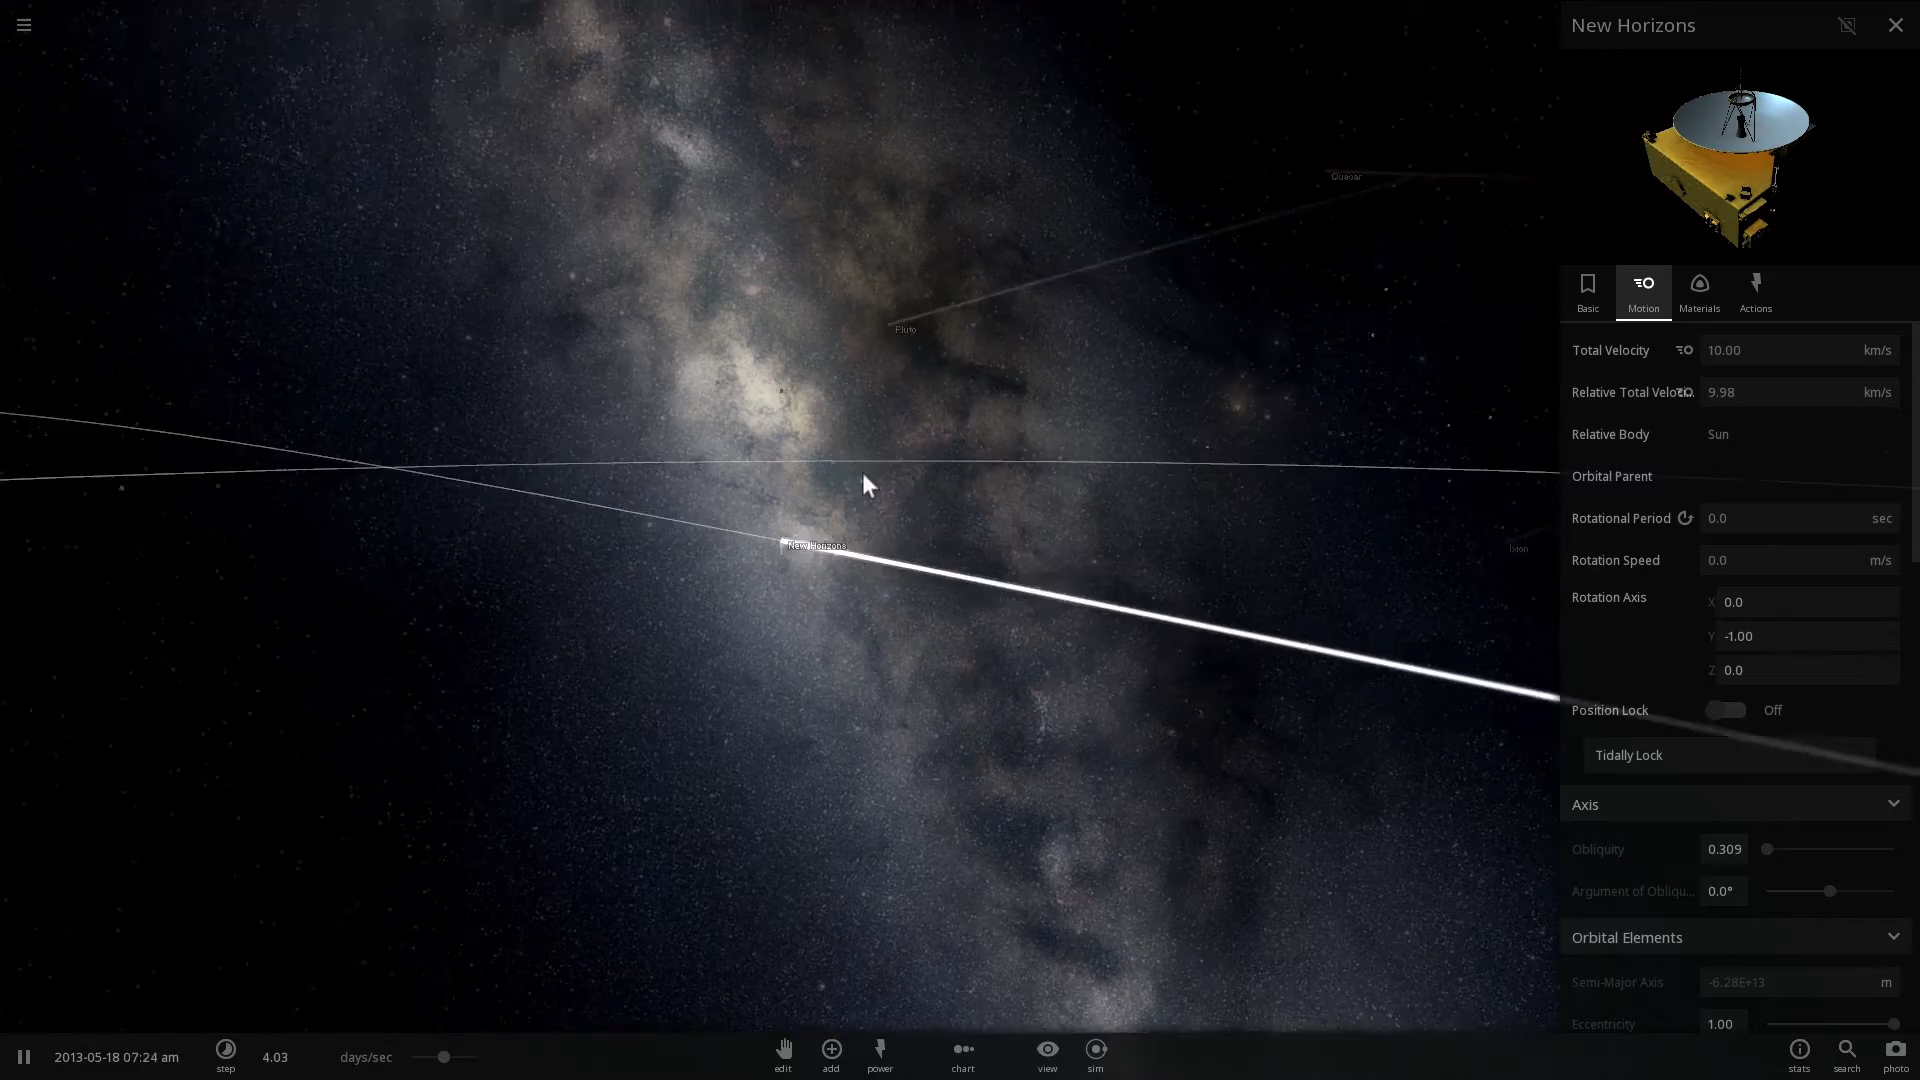 New Horizons
Quaoar
Pluto
New Horizons
Ixion
Basic
Motion
Materials
Actions
Total Velocity 10.00 km/s
Relative Total Veloci... 9.98 km/s
Relative Body Sun
Orbital Parent
Rotational Period 0.0 sec
Rotation Speed 0.0 m/s
Rotation Axis X 0.0
Y -1.00
Z 0.0
Position Lock Off
Tidally Lock
Axis
Obliquity 0.309
Argument of Obliqu... 0.0°
Orbital Elements
Semi-Major Axis -6.28E+13 m
Eccentricity 1.00
2013-05-18 07:24 am
step
4.03 days/sec
edit
add
power
chart
view
sim
stats
search
photo